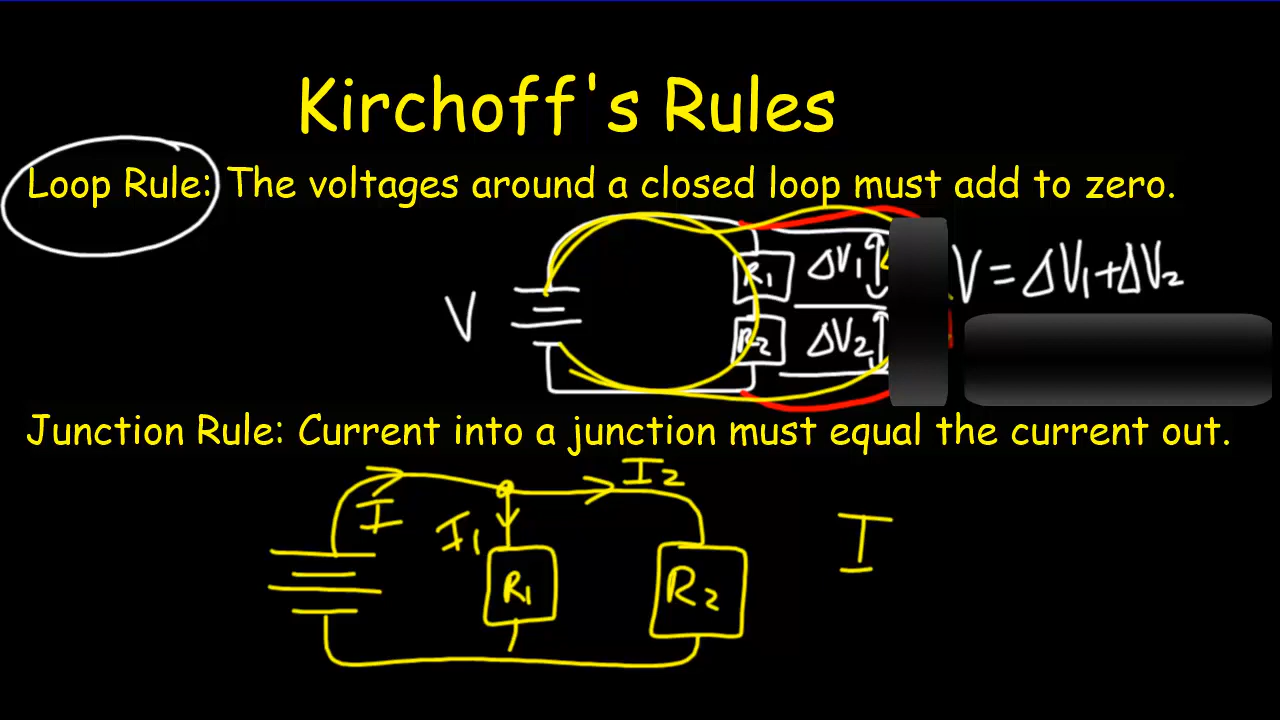 Kirchoff's Rules
Loop Rule: The voltages around a closed loop must add to zero.
V
R1
ΔV1
V = ΔV1+ΔV2
R2
ΔV2
Junction Rule: Current into a junction must equal the current out.
I
I1
I2
I
R1
R2